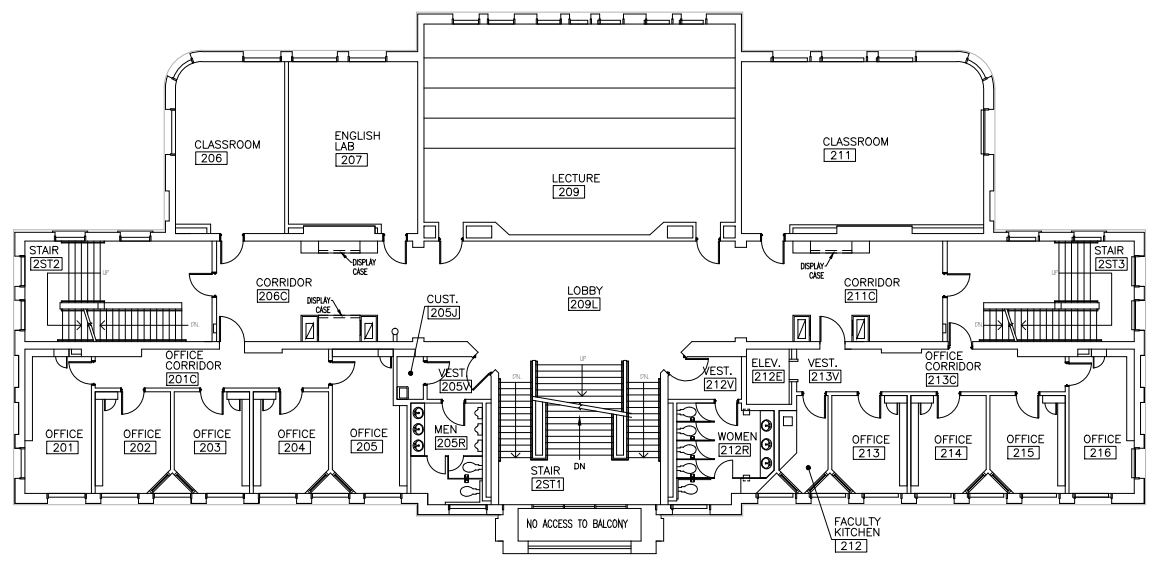 CLASSROOM
206
ENGLISH
LAB
207
LECTURE
209
CLASSROOM
211
STAIR
2ST2
UP
DN.
CORRIDOR
206C
DISPLAY
CASE
DISPLAY
CASE
CUST.
205J
LOBBY
209L
DISPLAY
CASE
CORRIDOR
211C
STAIR
2ST3
UP
DN.
OFFICE
CORRIDOR
201C
VEST.
205V
DN.
UP
DN.
VEST.
212V
ELEV.
212E
VEST.
213V
OFFICE
CORRIDOR
213C
OFFICE
201
OFFICE
202
OFFICE
203
OFFICE
204
OFFICE
205
MEN
205R
STAIR
2ST1
DN
WOMEN
212R
OFFICE
213
OFFICE
214
OFFICE
215
OFFICE
216
NO ACCESS TO BALCONY
FACULTY
KITCHEN
212